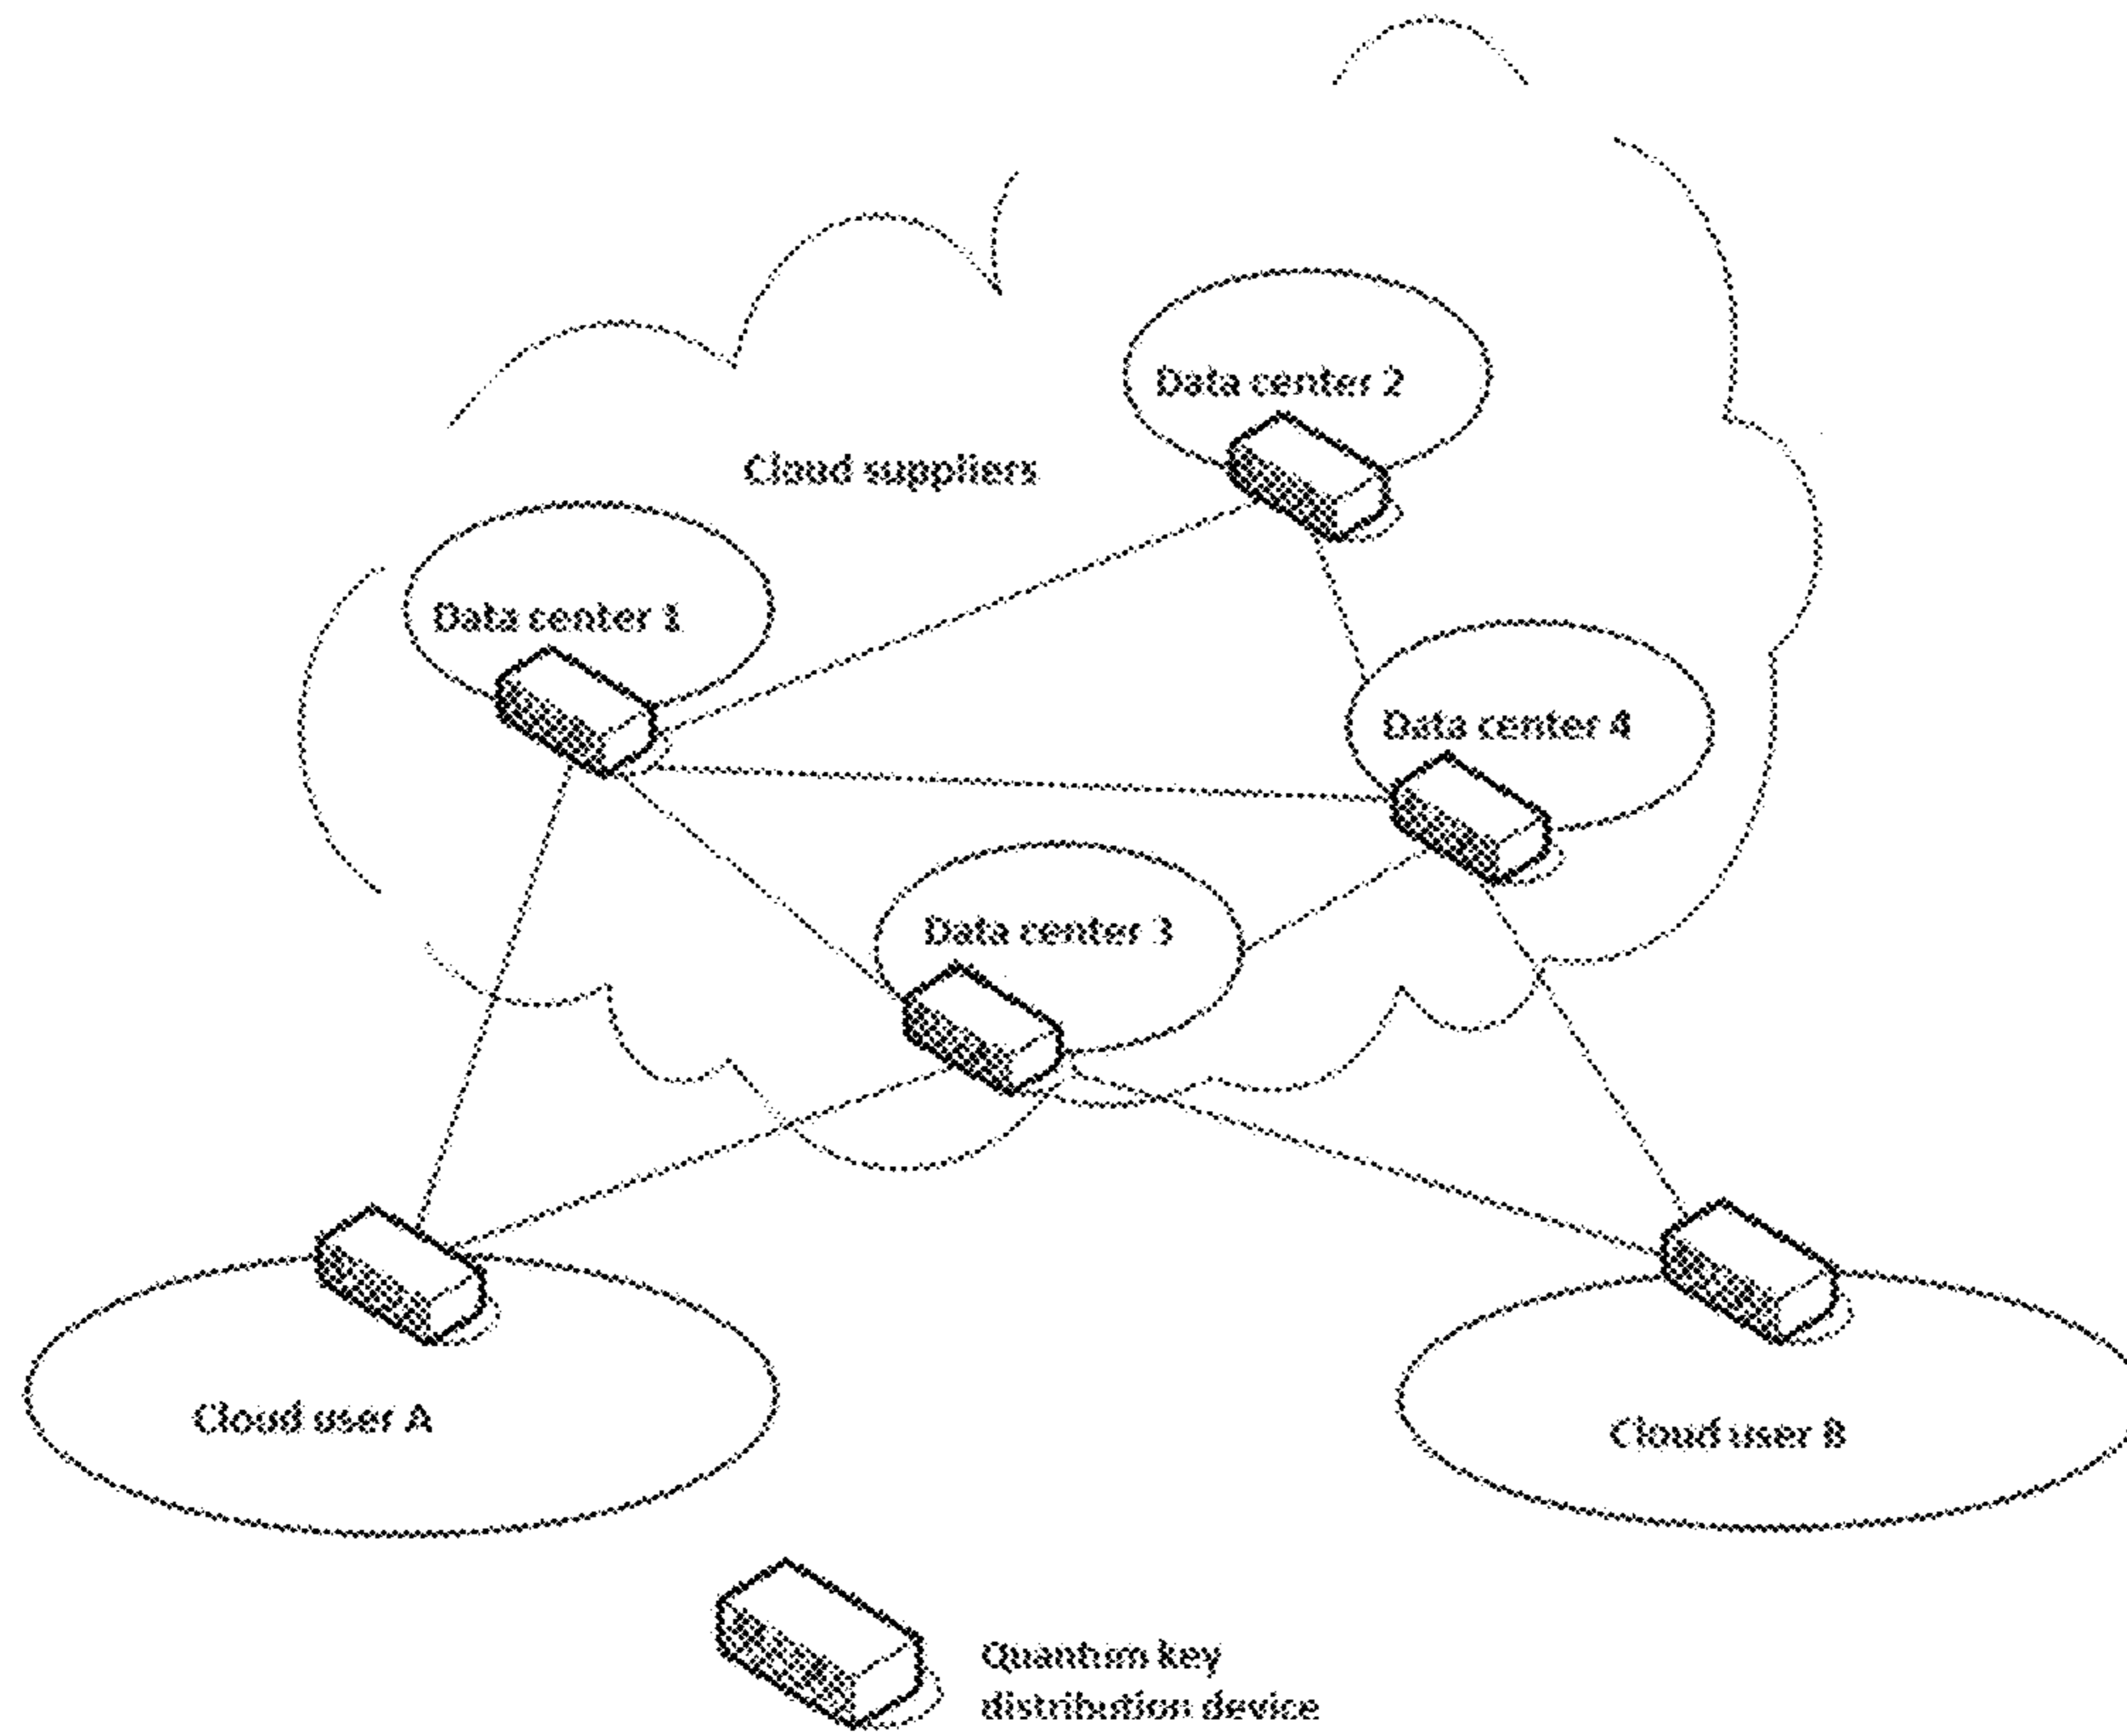 Data center 2
Cloud suppliers
Data center 1
Data center 4
Data center 3
Cloud user A
Cloud user B
Quantum key
distribution device